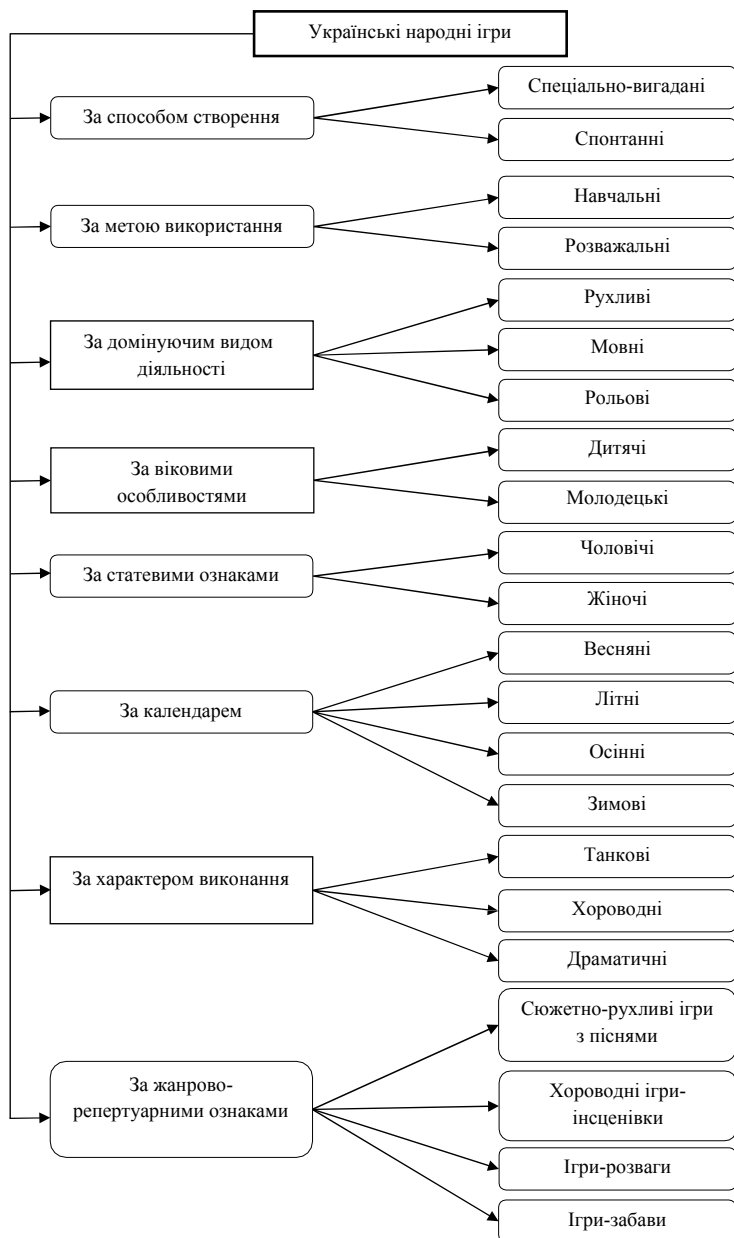 Українські народні ігри
За способом створення
Спеціально-вигадані
Спонтанні
За метою використання
Навчальні
Розважальні
За домінуючим видом
діяльності
Рухливі
Мовні
Рольові
За віковими
особливостями
Дитячі
Молодецькі
За статевими ознаками
Чоловічі
Жіночі
За календарем
Весняні
Літні
Осінні
Зимові
За характером виконання
Танкові
Хороводні
Драматичні
За жанрово-
репертуарними ознаками
Сюжетно-рухливі ігри
з піснями
Хороводні ігри-
інсценівки
Ігри-розваги
Ігри-забави